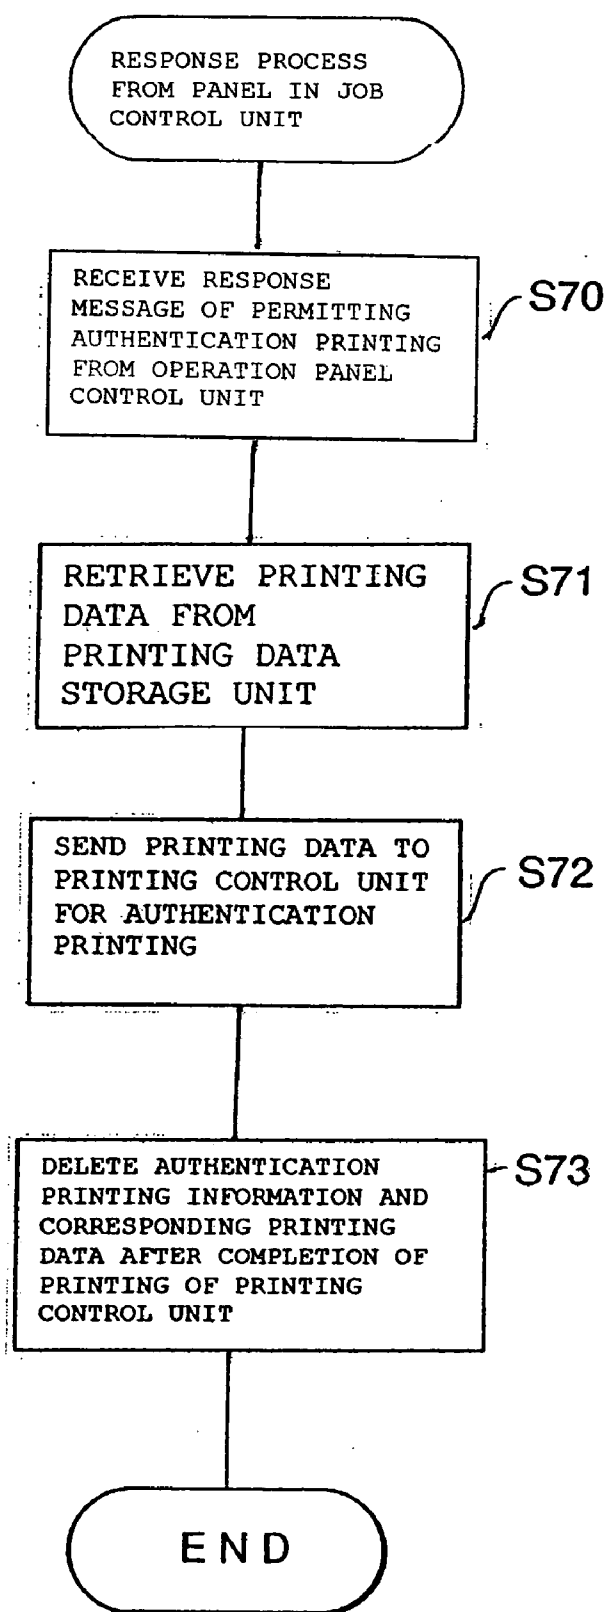 RESPONSE PROCESS
FROM PANEL IN JOB
CONTROL UNIT
RECEIVE RESPONSE
MESSAGE OF PERMITTING
AUTHENTICATION PRINTING
FROM OPERATION PANEL
CONTROL UNIT
S70
RETRIEVE PRINTING
DATA FROM
PRINTING DATA
STORAGE UNIT
S71
SEND PRINTING DATA TO
PRINTING CONTROL UNIT
FOR AUTHENTICATION
PRINTING
S72
DELETE AUTHENTICATION
PRINTING INFORMATION AND
CORRESPONDING PRINTING
DATA AFTER COMPLETION OF
PRINTING OF PRINTING
CONTROL UNIT
S73
END